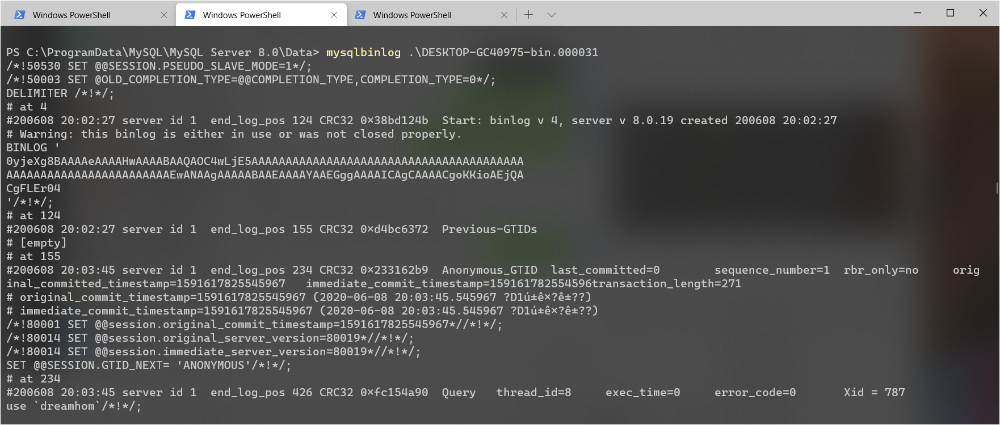 Windows PowerShell
Windows PowerShell
Windows PowerShell
PS C:\ProgramData\MySQL\MySQL Server 8.0\Data> mysqlbinlog .\DESKTOP-GC40975-bin.000031
/*!50530 SET @@SESSION.PSEUDO_SLAVE_MODE=1*/;
/*!50003 SET @OLD_COMPLETION_TYPE=@@COMPLETION_TYPE,COMPLETION_TYPE=0*/;
DELIMITER /*!*/;
# at 4
#200608 20:02:27 server id 1  end_log_pos 124 CRC32 0x38bd124b  Start: binlog v 4, server v 8.0.19 created 200608 20:02:27
# Warning: this binlog is either in use or was not closed properly.
BINLOG '
0yjeXg8BAAAAeAAAAHwAAAABAAQAOC4wLjE5AAAAAAAAAAAAAAAAAAAAAAAAAAAAAAAAAAAAAAAA
AAAAAAAAAAAAAAAAAAAAAAAAEwANAAgAAAAABAAEAAAAYAAEGggAAAAICAgCAAAACgoKKioAEjQA
CgFLEr04
'/*!*/;
# at 124
#200608 20:02:27 server id 1  end_log_pos 155 CRC32 0xd4bc6372  Previous-GTIDs
# [empty]
# at 155
#200608 20:03:45 server id 1  end_log_pos 234 CRC32 0x233162b9  Anonymous_GTID  last_committed=0        sequence_number=1  rbr_only=no     orig
inal_committed_timestamp=1591617825545967   immediate_commit_timestamp=159161782554596transaction_length=271
# original_commit_timestamp=1591617825545967 (2020-06-08 20:03:45.545967 ?D1ú±ê×?ê±??)
# immediate_commit_timestamp=1591617825545967 (2020-06-08 20:03:45.545967 ?D1ú±ê×?ê±??)
/*!80001 SET @@session.original_commit_timestamp=1591617825545967*//*!*/;
/*!80014 SET @@session.original_server_version=80019*//*!*/;
/*!80014 SET @@session.immediate_server_version=80019*//*!*/;
SET @@SESSION.GTID_NEXT= 'ANONYMOUS'/*!*/;
# at 234
#200608 20:03:45 server id 1  end_log_pos 426 CRC32 0xfc154a90  Query   thread_id=8     exec_time=0     error_code=0       Xid = 787
use `dreamhom`/*!*/;